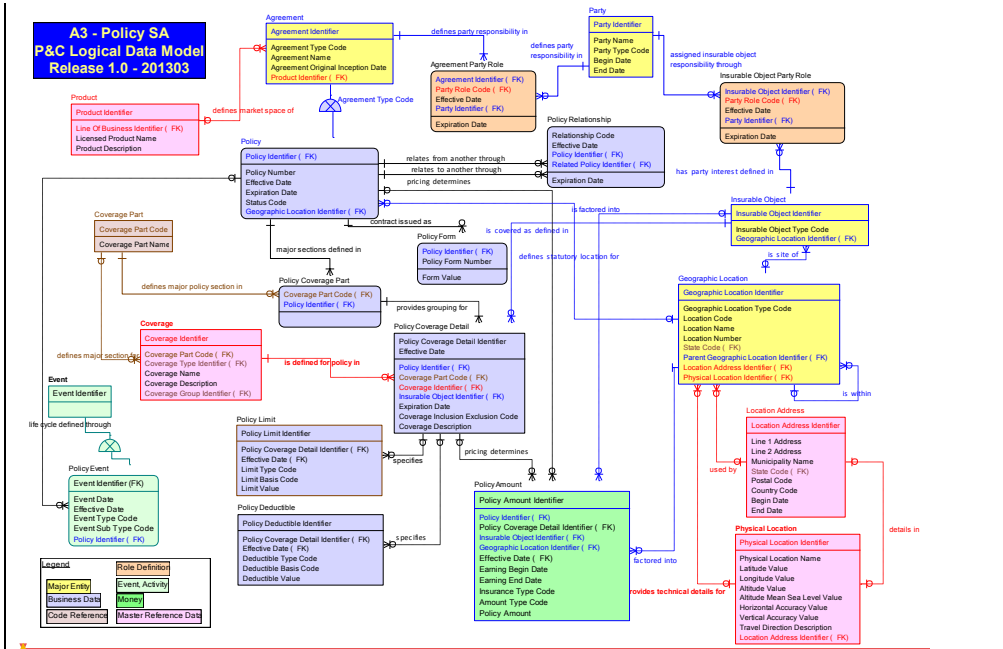 A3 - Policy SA
P&C Logical Data Model
Release 1.0 - 201303
Agreement
Agreement Identifier
Agreement Type Code
Agreement Name
Agreement Original Inception Date
Product Identifier ( FK)
Party
Party Identifier
Party Name
Party Type Code
Begin Date
End Date
defines party responsibility in
defines party
responsibility in
assigned insurable object
responsibility through
Agreement Party Role
Agreement Identifier ( FK)
Party Role Code ( FK)
Effective Date
Party Identifier ( FK)
Expiration Date
Insurable Object Party Role
Insurable Object Identifier ( FK)
Party Role Code ( FK)
Effective Date
Party Identifier ( FK)
Expiration Date
Product
Product Identifier
Line Of Business Identifier ( FK)
Licensed Product Name
Product Description
defines market space of
Agreement Type Code
Policy
Policy Identifier ( FK)
Policy Number
Effective Date
Expiration Date
Status Code
Geographic Location Identifier ( FK)
relates from another through
relates to another through
pricing determines
Policy Relationship
Relationship Code
Effective Date
Policy Identifier ( FK)
Related Policy Identifier ( FK)
Expiration Date
has party interest defined in
Insurable Object
Insurable Object Identifier
Insurable Object Type Code
Geographic Location Identifier ( FK)
is factored into
is covered as defined in
defines statutory location for
is site of
Coverage Part
Coverage Part Code
Coverage Part Name
contract issued as
major sections defined in
Policy Form
Policy Identifier ( FK)
Policy Form Number
Form Value
Geographic Location
Geographic Location Identifier
Geographic Location Type Code
Location Code
Location Name
Location Number
State Code ( FK)
Parent Geographic Location Identifier ( FK)
Location Address Identifier ( FK)
Physical Location Identifier ( FK)
is within
defines major policy section in
Policy Coverage Part
Coverage Part Code ( FK)
Policy Identifier ( FK)
provides grouping for
Coverage
Coverage Identifier
Coverage Part Code ( FK)
Coverage Type Identifier ( FK)
Coverage Name
Coverage Description
Coverage Group Identifier ( FK)
defines major section for
is defined for policy in
Policy Coverage Detail
Policy Coverage Detail Identifier
Effective Date
Policy Identifier ( FK)
Coverage Part Code ( FK)
Coverage Identifier ( FK)
Insurable Object Identifier ( FK)
Expiration Date
Coverage Inclusion Exclusion Code
Coverage Description
Event
Event Identifier
life cycle defined through
Policy Event
Event Identifier (FK)
Event Date
Effective Date
Event Type Code
Event Sub Type Code
Policy Identifier ( FK)
Policy Limit
Policy Limit Identifier
Policy Coverage Detail Identifier ( FK)
Effective Date ( FK)
Limit Type Code
Limit Basis Code
Limit Value
specifies
pricing determines
Policy Deductible
Policy Deductible Identifier
Policy Coverage Detail Identifier ( FK)
Effective Date ( FK)
Deductible Type Code
Deductible Basis Code
Deductible Value
specifies
Policy Amount
Policy Amount Identifier
Policy Identifier ( FK)
Policy Coverage Detail Identifier ( FK)
Insurable Object Identifier ( FK)
Geographic Location Identifier ( FK)
Effective Date ( FK)
Earning Begin Date
Earning End Date
Insurance Type Code
Amount Type Code
Policy Amount
factored into
Location Address
Location Address Identifier
Line 1 Address
Line 2 Address
Municipality Name
State Code ( FK)
Postal Code
Country Code
Begin Date
End Date
used by
details in
Physical Location
Physical Location Identifier
Physical Location Name
Latitude Value
Longitude Value
Altitude Value
Altitude Mean Sea Level Value
Horizontal Accuracy Value
Vertical Accuracy Value
Travel Direction Description
Location Address Identifier ( FK)
rovides technical details for
Legend
Role Definition
Major Entity
Event, Activity
Business Data
Money
Code Reference
Master Reference Data